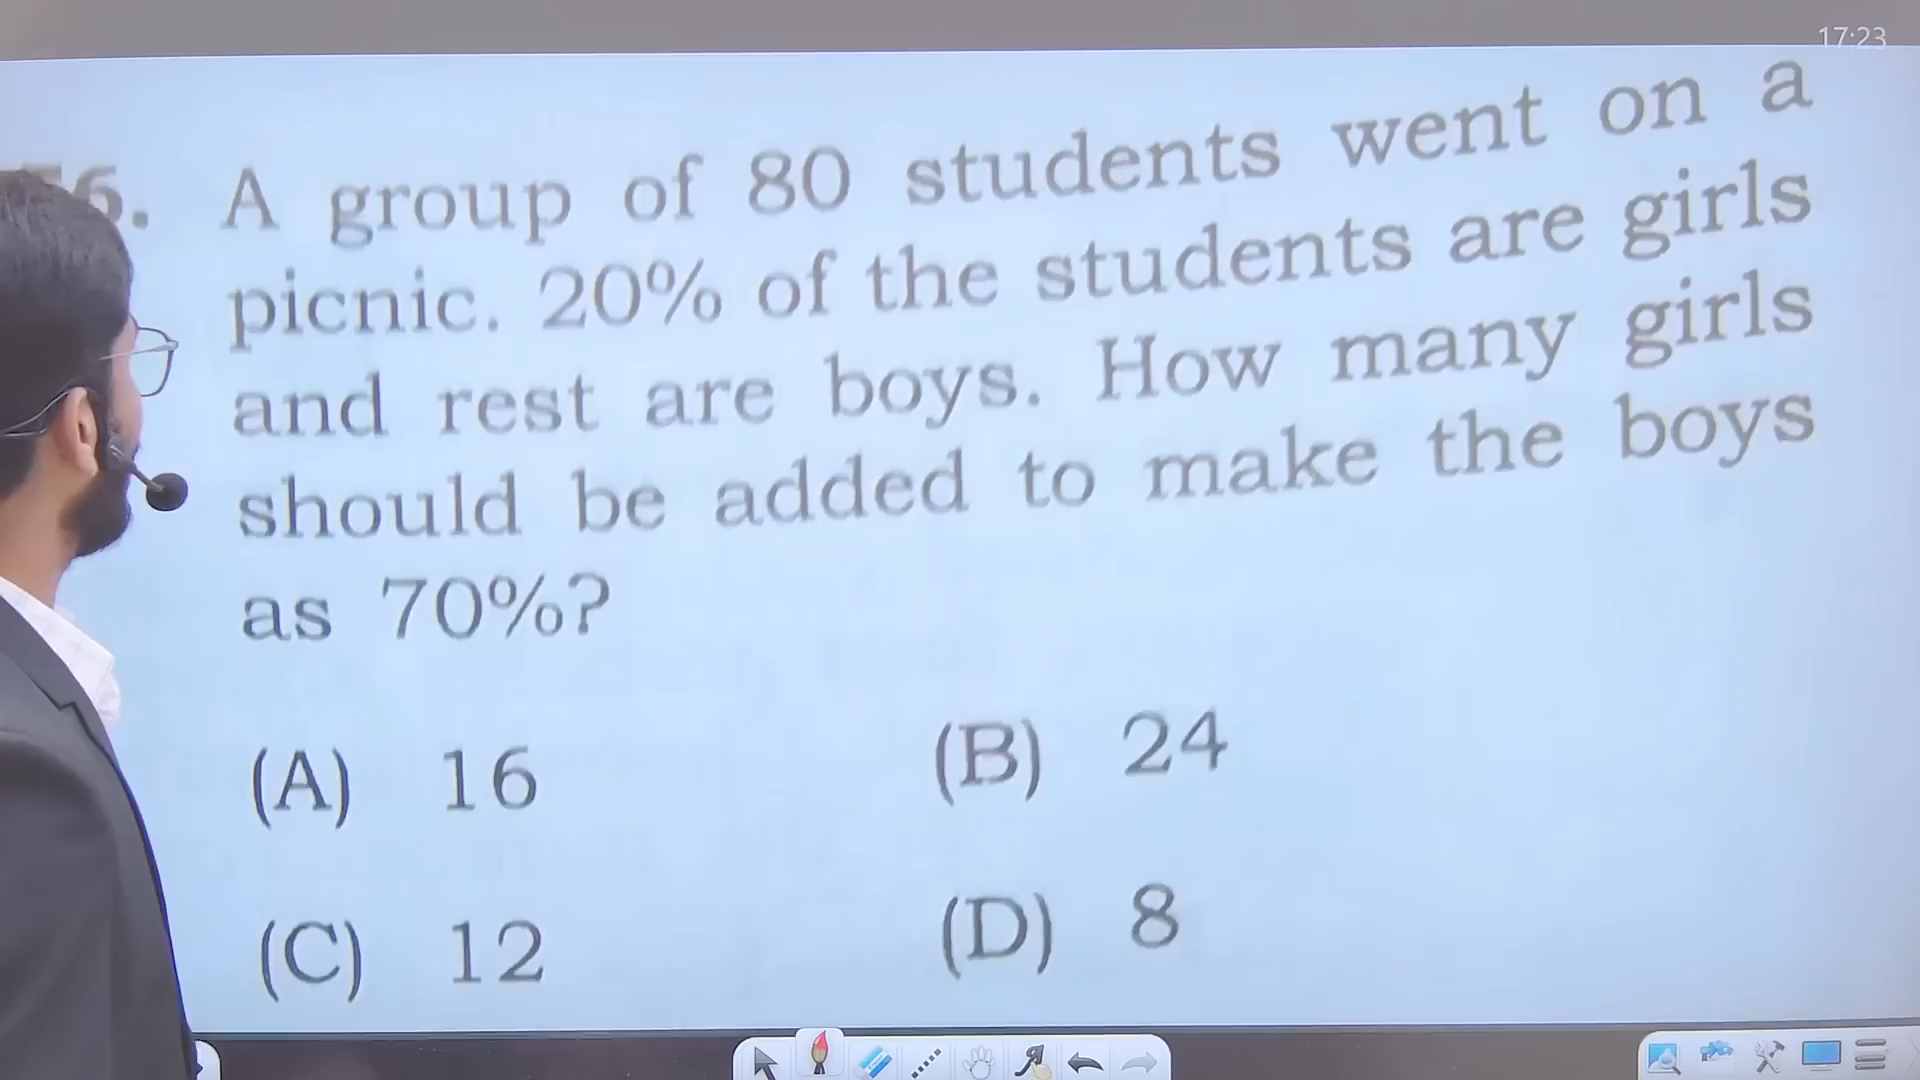 17:23
6. A group of 80 students went on a
picnic. 20% of the students are girls
and rest are boys. How many girls
should be added to make the boys
as 70%?
(A) 16
(B) 24
(C) 12
(D) 8